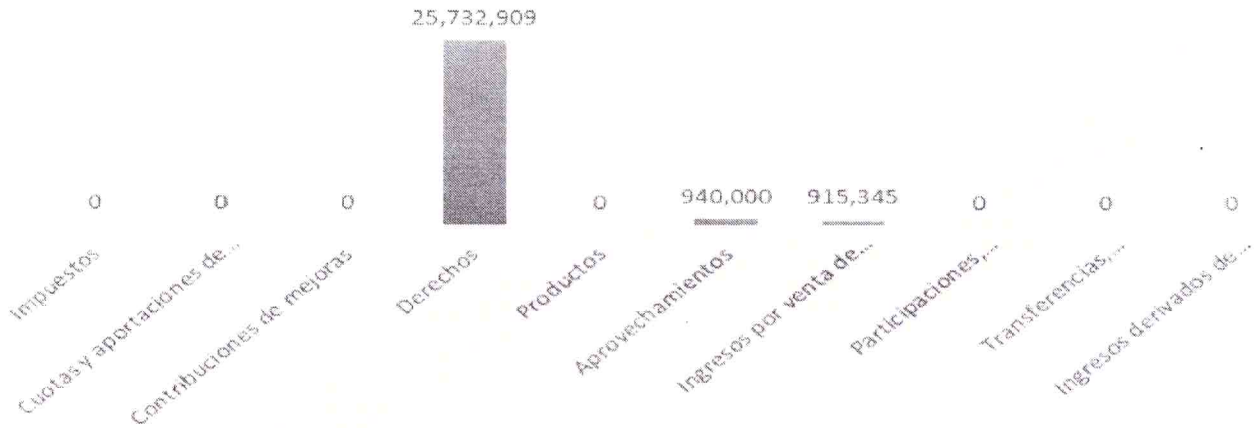 25,732,909
0
0
0
0
940,000
915,345
0
0
0
Impuestos
Cuotas y aportaciones de...
Contribuciones de mejoras
Derechos
Productos
Aprovechamientos
Ingresos por venta de...
Participaciones,...
Transferencias,...
Ingresos derivados de...